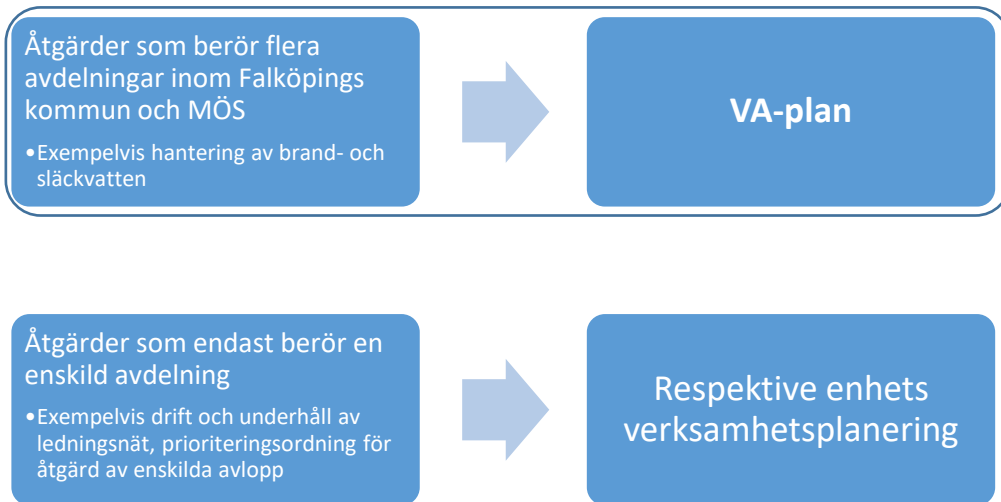 Åtgärder som berör flera
avdelningar inom Falköpings
kommun och MÖS
•Exempelvis hantering av brand- och
släckvatten
VA-plan
Åtgärder som endast berör en
enskild avdelning
•Exempelvis drift och underhåll av
ledningsnät, prioriteringsordning för
åtgärd av enskilda avlopp
Respektive enhets
verksamhetsplanering